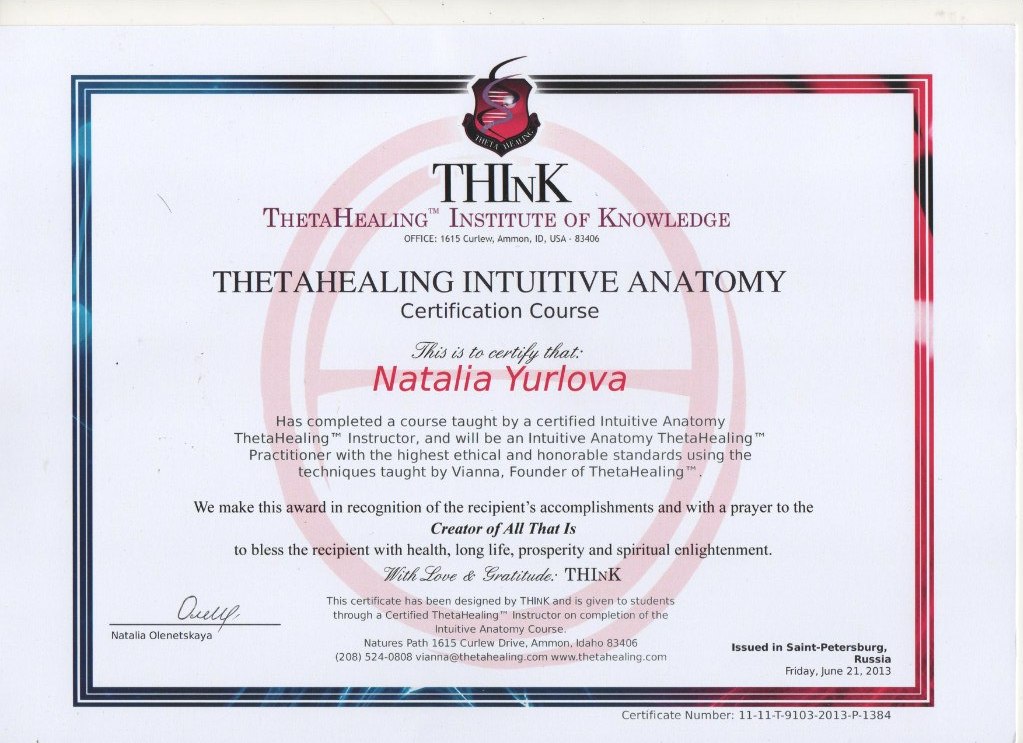 THETA HEALING
THInK
ThetaHealing™ Institute of Knowledge
OFFICE: 1615 Curlew, Ammon, ID, USA - 83406
THETAHEALING INTUITIVE ANATOMY
Certification Course
This is to certify that:
Natalia Yurlova
Has completed a course taught by a certified Intuitive Anatomy
ThetaHealing™ Instructor, and will be an Intuitive Anatomy ThetaHealing™
Practitioner with the highest ethical and honorable standards using the
techniques taught by Vianna, Founder of ThetaHealing™.
We make this award in recognition of the recipient's accomplishments and with a prayer to the
Creator of All That Is
to bless the recipient with health, long life, prosperity and spiritual enlightenment.
With Love & Gratitude: THInK
This certificate has been designed by THInK and is given to students
through a Certified ThetaHealing™ Instructor on completion of the
Intuitive Anatomy Course.
Natures Path 1615 Curlew Drive, Ammon, Idaho 83406
(208) 524-0808 vianna@thetahealing.com www.thetahealing.com
Natalia Olenetskaya
Issued in Saint-Petersburg,
Russia
Friday, June 21, 2013
Certificate Number: 11-11-T-9103-2013-P-1384